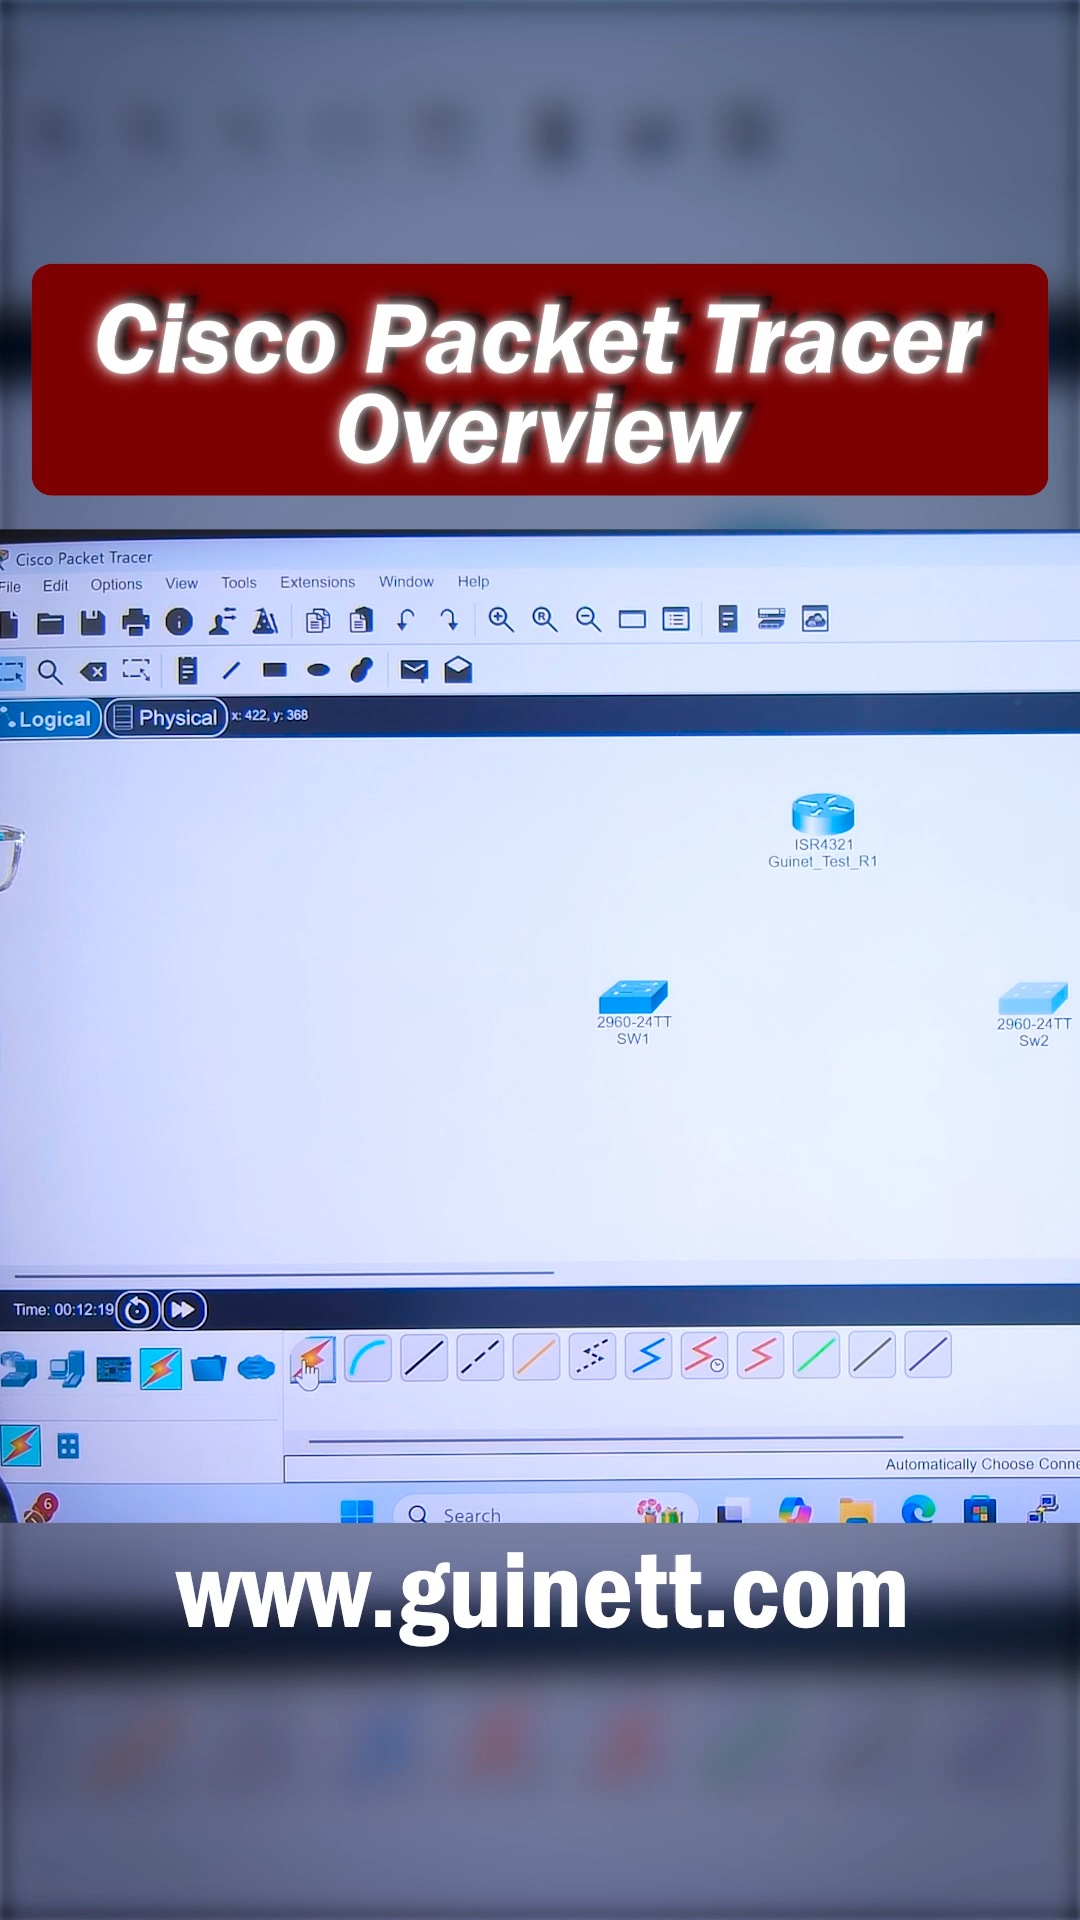 Cisco Packet Tracer
Overview
Cisco Packet Tracer
File Edit Options View Tools Extensions Window Help
Logical Physical x: 422, y: 368
ISR4321
Guinet_Test_R1
2960-24TT
SW1
2960-24TT
Sw2
Time: 00:12:19
Automatically Choose Conne
6
Search
www.guinett.com